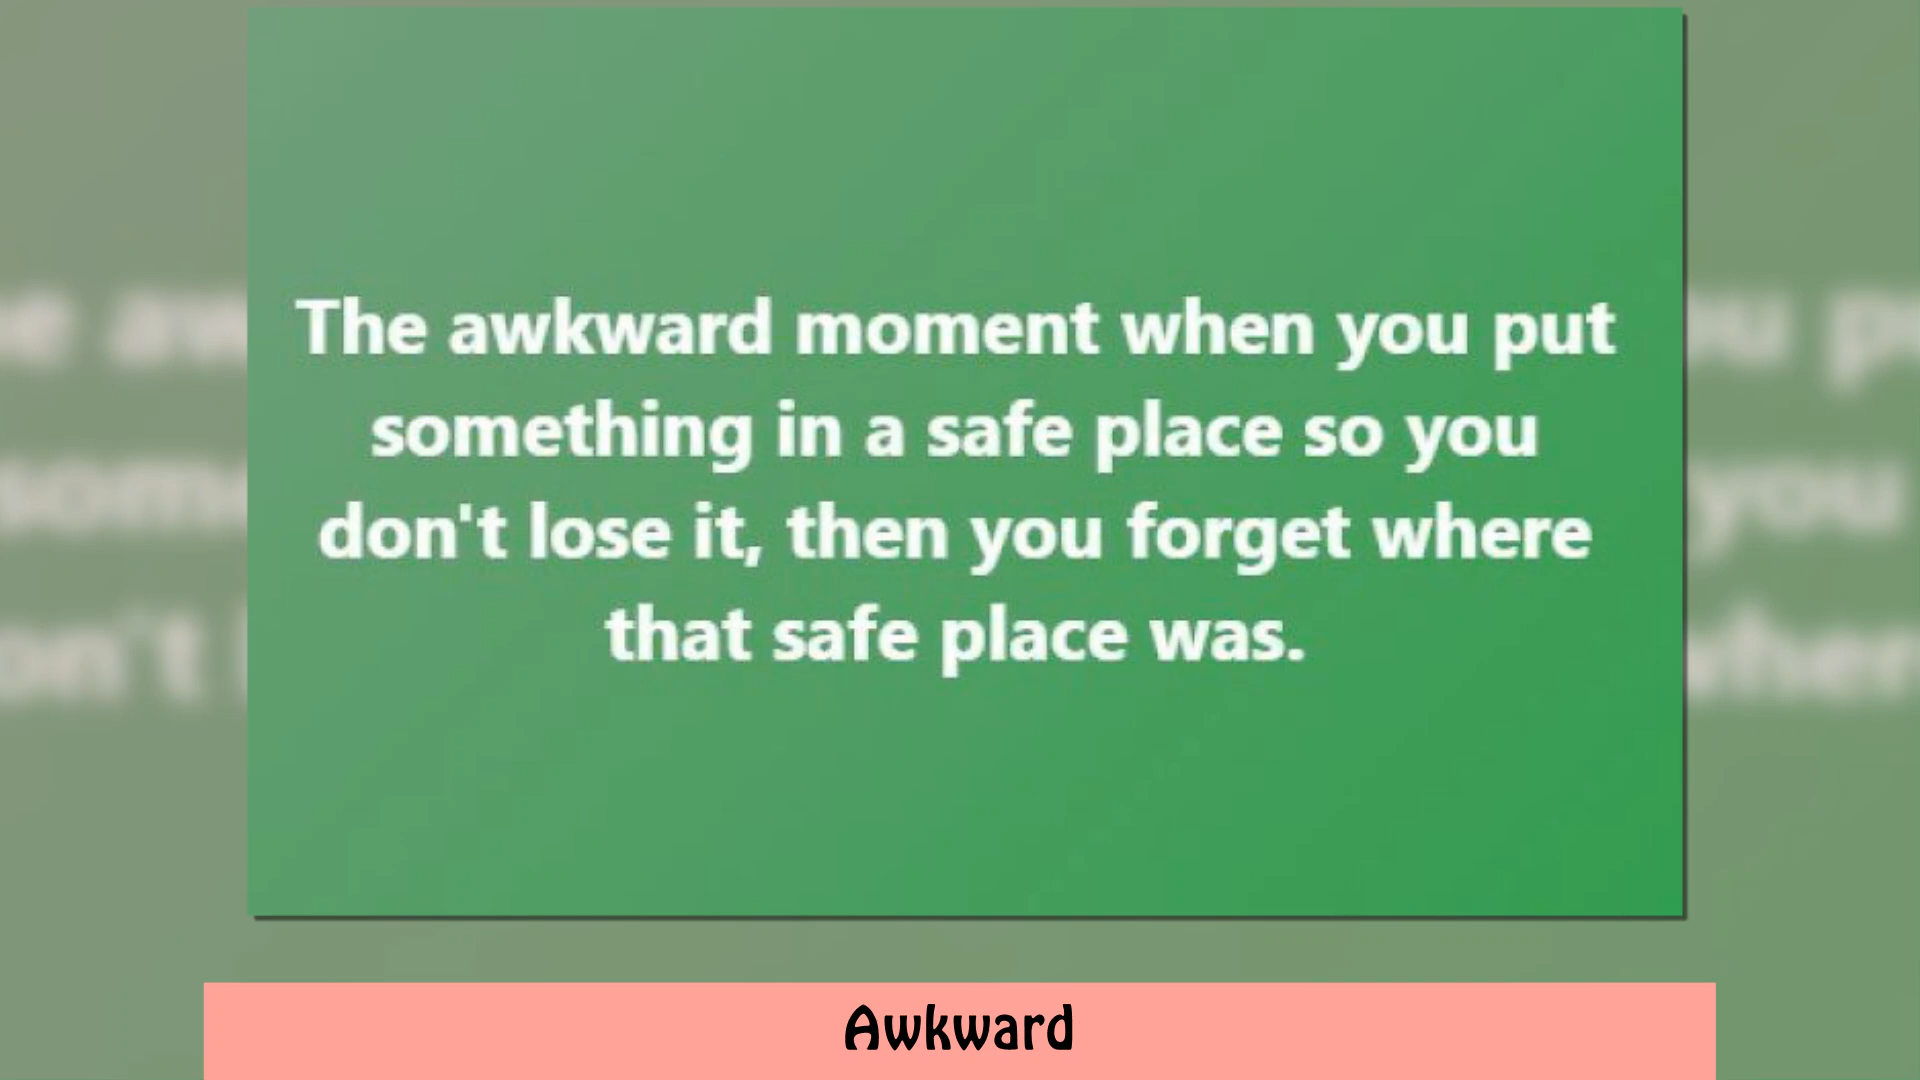 The awkward moment when you put
something in a safe place so you
don't lose it, then you forget where
that safe place was.
Awkward